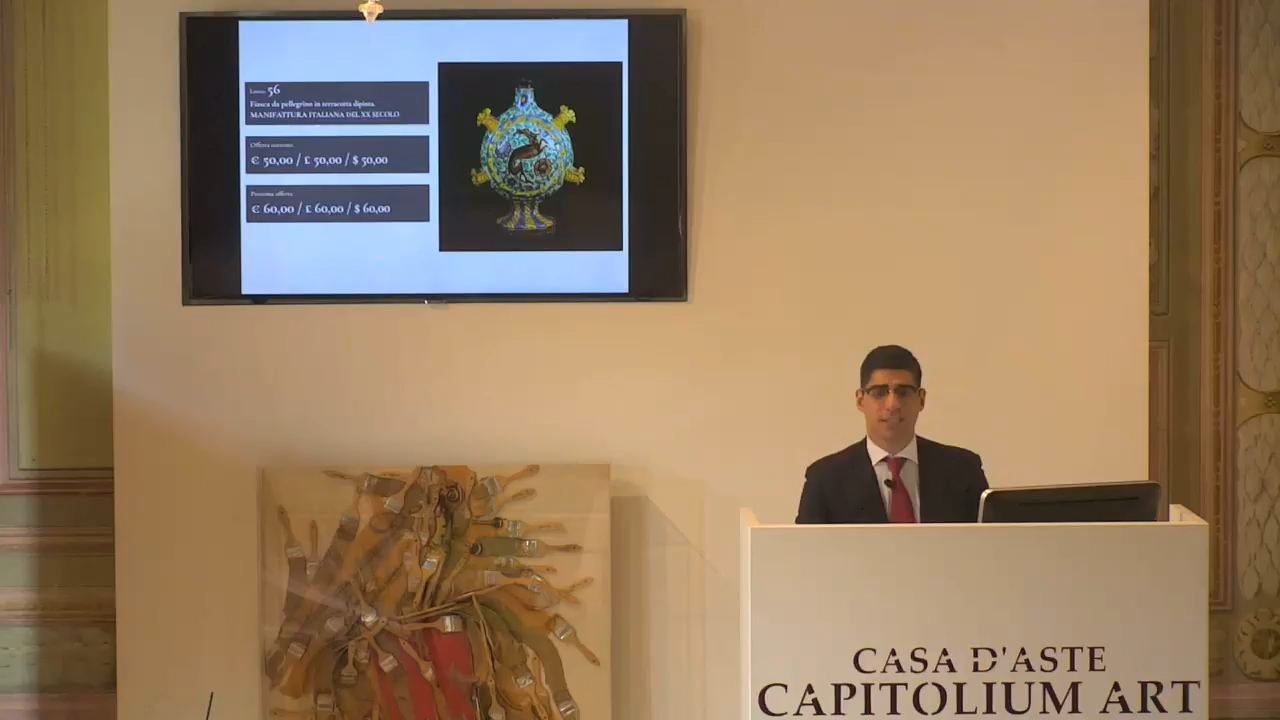 Lotto: 56
Fiasca da pellegrino in terracotta dipinta.
MANIFATTURA ITALIANA DEL XX SECOLO
Offerta corrente:
€ 50,00 / £ 50,00 / $ 50,00
Prossima offerta:
€ 60,00 / £ 60,00 / $ 60,00
CASA D'ASTE
CAPITOLIUM ART